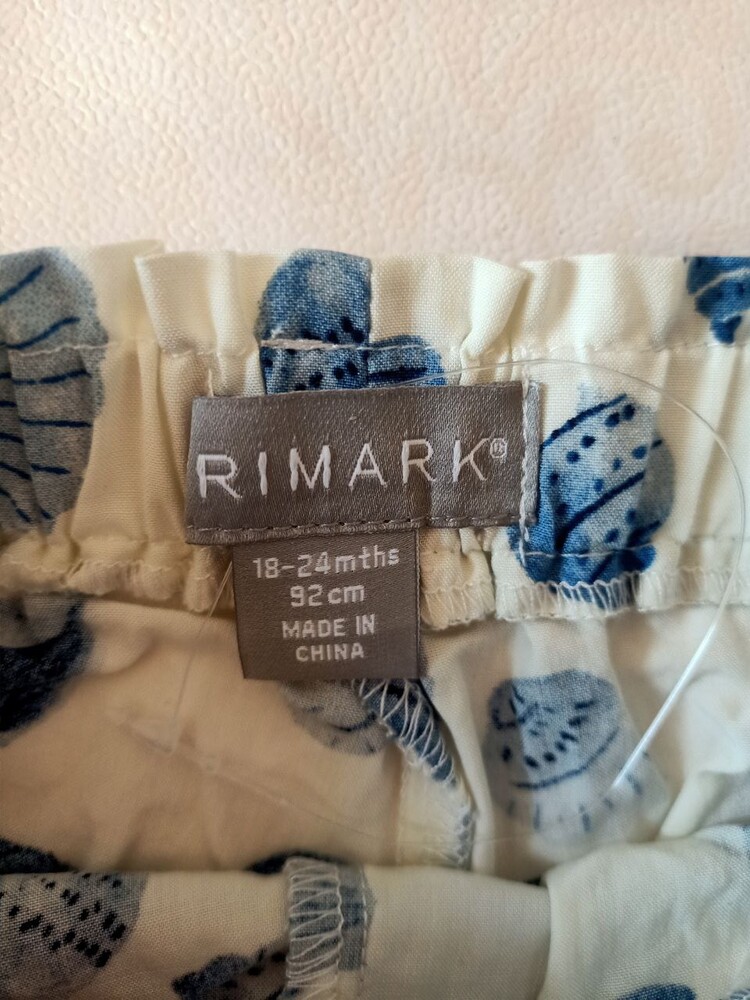 RIMARK®
18-24mths
92cm
MADE IN
CHINA